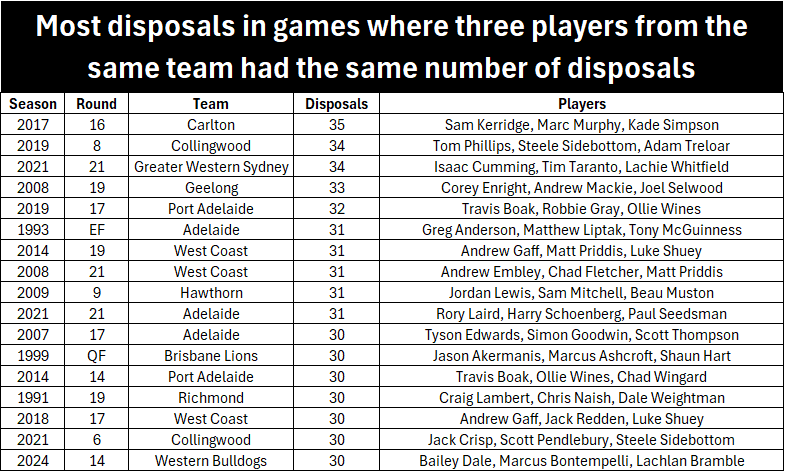 Most disposals in games where three players from the
same team had the same number of disposals
Season Round Team Disposals Players
2017 16 Carlton 35 Sam Kerridge, Marc Murphy, Kade Simpson
2019 8 Collingwood 34 Tom Phillips, Steele Sidebottom, Adam Treloar
2021 21 Greater Western Sydney 34 Isaac Cumming, Tim Taranto, Lachie Whitfield
2008 19 Geelong 33 Corey Enright, Andrew Mackie, Joel Selwood
2019 17 Port Adelaide 32 Travis Boak, Robbie Gray, Ollie Wines
1993 EF Adelaide 31 Greg Anderson, Matthew Liptak, Tony McGuinness
2014 19 West Coast 31 Andrew Gaff, Matt Priddis, Luke Shuey
2008 21 West Coast 31 Andrew Embley, Chad Fletcher, Matt Priddis
2009 9 Hawthorn 31 Jordan Lewis, Sam Mitchell, Beau Muston
2021 21 Adelaide 31 Rory Laird, Harry Schoenberg, Paul Seedsman
2007 17 Adelaide 30 Tyson Edwards, Simon Goodwin, Scott Thompson
1999 QF Brisbane Lions 30 Jason Akermanis, Marcus Ashcroft, Shaun Hart
2014 14 Port Adelaide 30 Travis Boak, Ollie Wines, Chad Wingard
1991 19 Richmond 30 Craig Lambert, Chris Naish, Dale Weightman
2018 17 West Coast 30 Andrew Gaff, Jack Redden, Luke Shuey
2021 6 Collingwood 30 Jack Crisp, Scott Pendlebury, Steele Sidebottom
2024 14 Western Bulldogs 30 Bailey Dale, Marcus Bontempelli, Lachlan Bramble